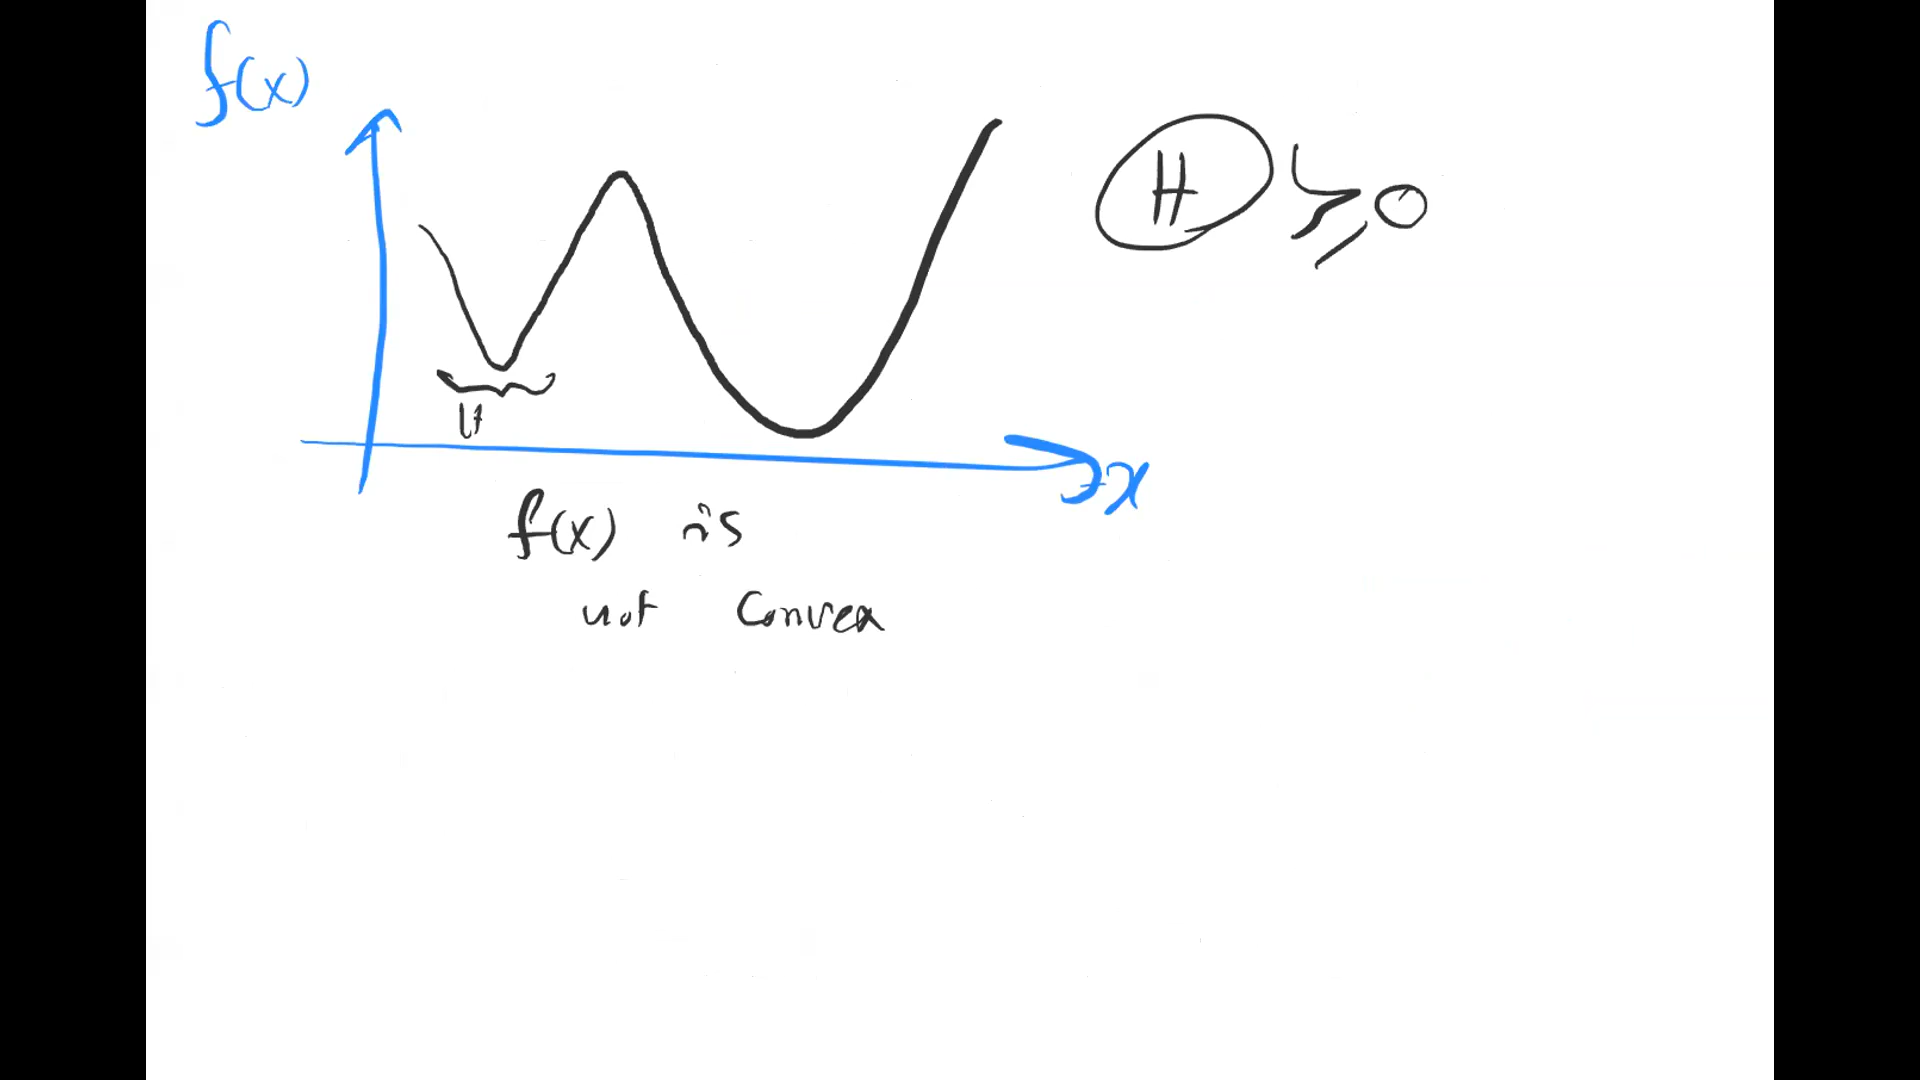 f(x)
H ≽ 0
x
f(x) is
not convex